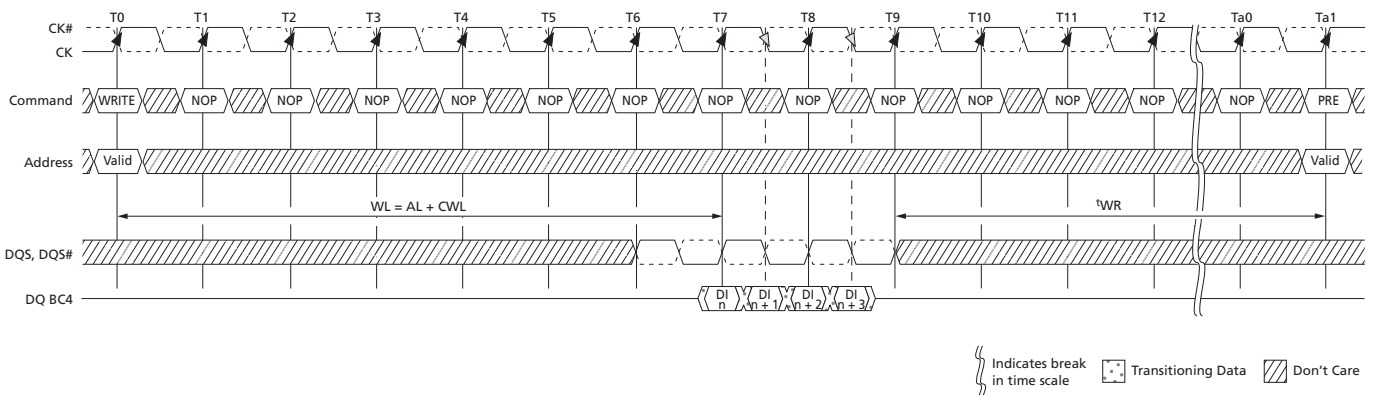 T0 T1 T2 T3 T4 T5 T6 T7 T8 T9 T10 T11 T12 Ta0 Ta1
CK#
CK
Command WRITE NOP NOP NOP NOP NOP NOP NOP NOP NOP NOP NOP NOP NOP PRE
Address Valid Valid
WL = AL + CWL tWR
DQS, DQS#
DQ BC4 DI n DI n + 1 DI n + 2 DI n + 3
Indicates break
in time scale
Transitioning Data
Don't Care